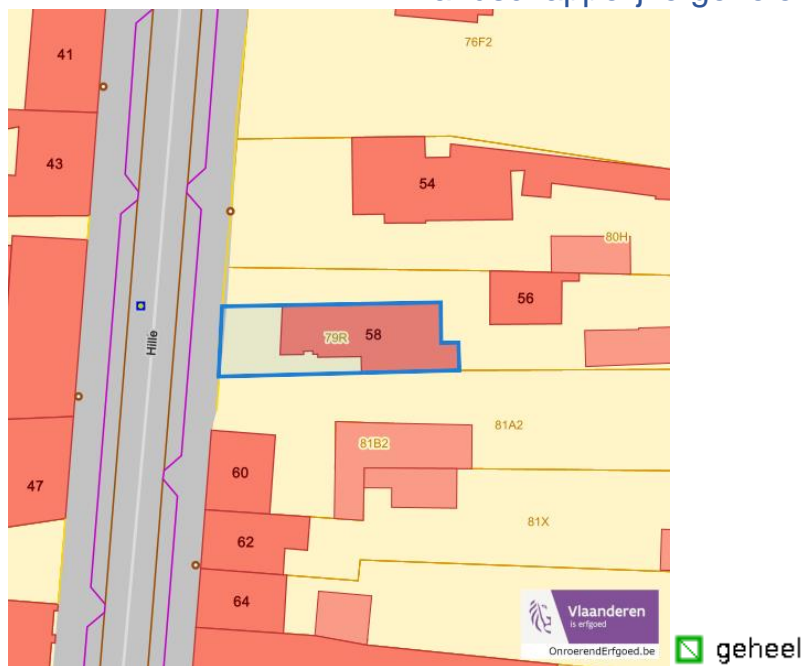 41
76F2
43
54
80H
56
Hille
79R
58
81A2
81B2
60
47
81X
62
64
Vlaanderen
is erfgoed
OnroerendErfgoed.be
geheel